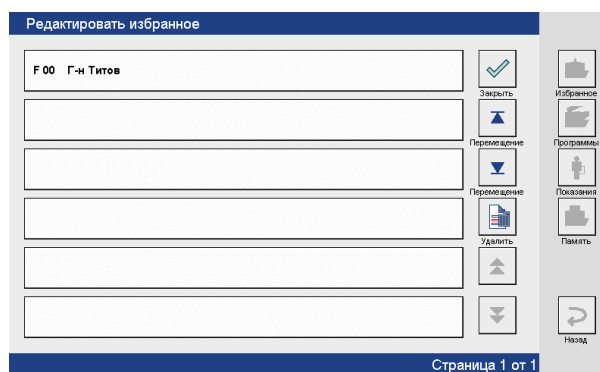 Редактировать избранное
F 00 Г-н Титов
Закрыть
Перемещение
Перемещение
Удалить
Избранное
Программы
Показания
Память
Назад
Страница 1 от 1